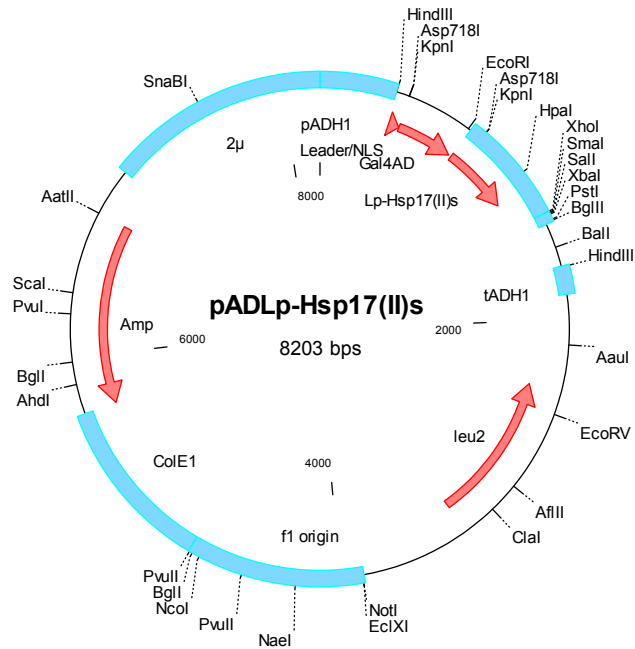 HindIII
Asp718I
KpnI
EcoRI
Asp718I
KpnI
HpaI
XhoI
SmaI
SalI
XbaI
PstI
BglII
BalI
HindIII
SnaBI
pADH1
2µ
Leader/NLS
Gal4AD
8000
Lp-Hsp17(II)s
AatII
tADH1
ScaI
PvuI
pADLp-Hsp17(II)s
Amp
6000
8203 bps
2000
AauI
BglI
AhdI
EcoRV
leu2
ColE1
4000
AflII
ClaI
f1 origin
PvuII
BglI
NcoI
PvuII
NaeI
NotI
EclXI